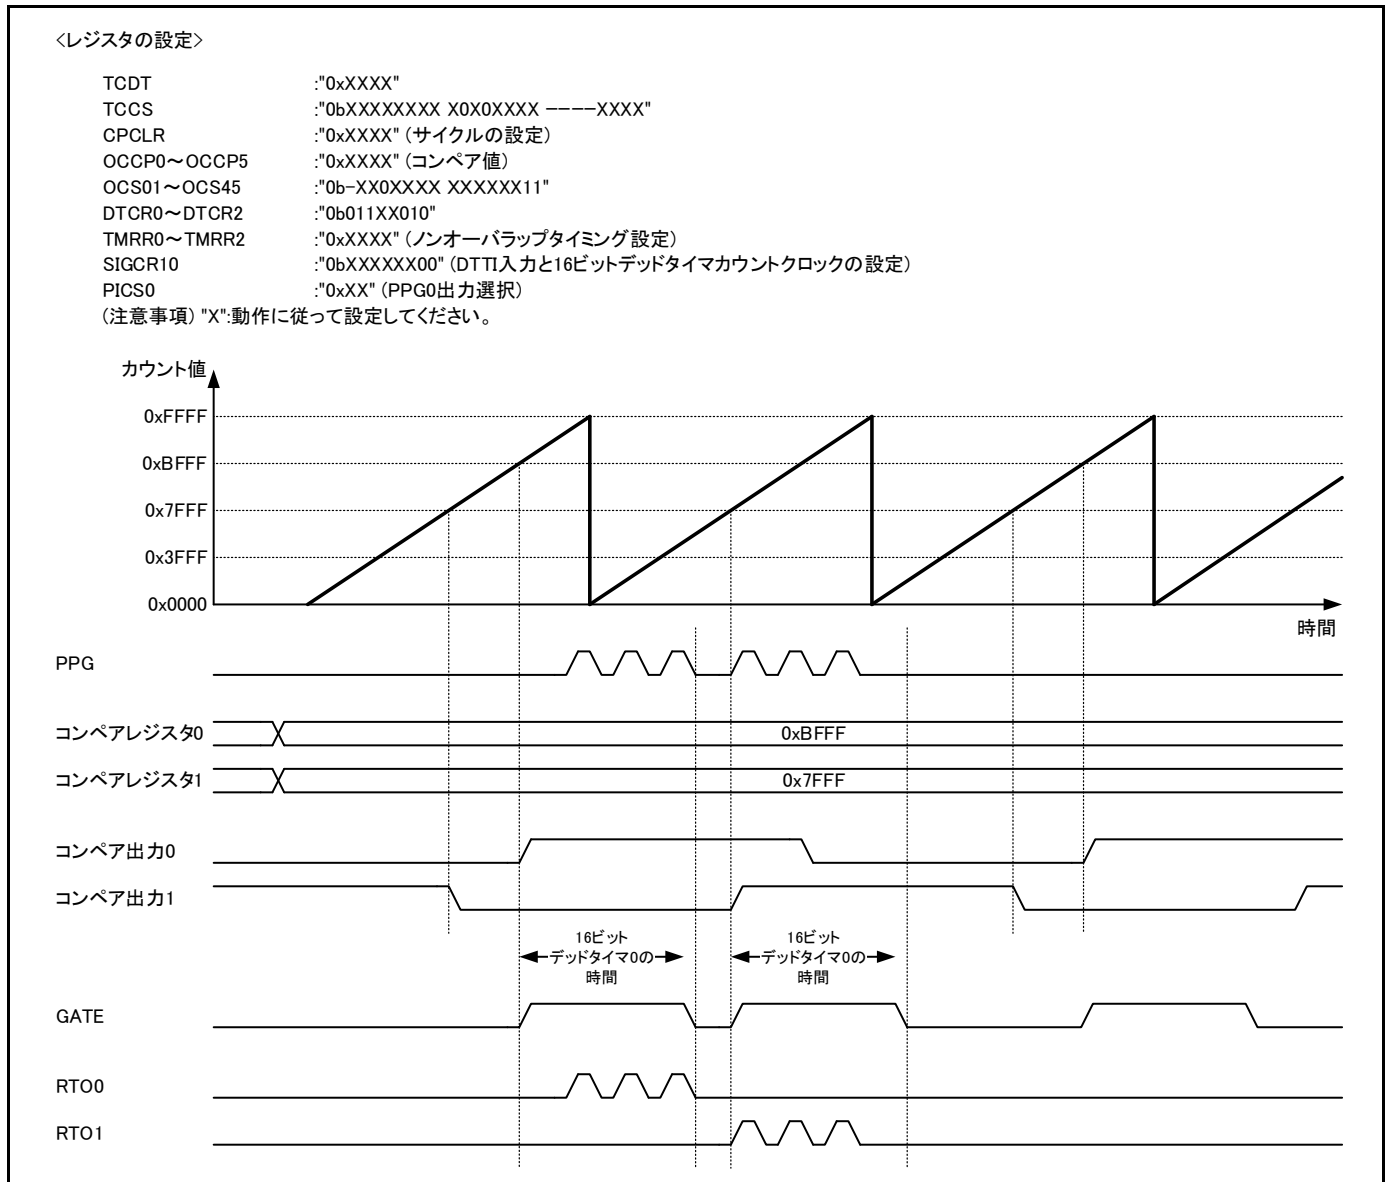 <レジスタの設定>
TCDT :"0xXXXX"
TCCS :"0bXXXXXXXX X0X0XXXX ----XXXX"
CPCLR :"0xXXXX" (サイクルの設定)
OCCP0～OCCP5 :"0xXXXX" (コンペア値)
OCS01～OCS45 :"0b-XX0XXXX XXXXXX11"
DTCR0～DTCR2 :"0b011XX010"
TMRR0～TMRR2 :"0xXXXX" (ノンオーバラップタイミング設定)
SIGCR10 :"0bXXXXXX00" (DTTI入力と16ビットデッドタイマカウントクロックの設定)
PICS0 :"0xXX" (PPG0出力選択)
(注意事項) "X":動作に従って設定してください。
カウント値
0xFFFF
0xBFFF
0x7FFF
0x3FFF
0x0000
時間
PPG
コンペアレジスタ0 0xBFFF
コンペアレジスタ1 0x7FFF
コンペア出力0
コンペア出力1
16ビット
デッドタイマ0の
時間
16ビット
デッドタイマ0の
時間
GATE
RTO0
RTO1